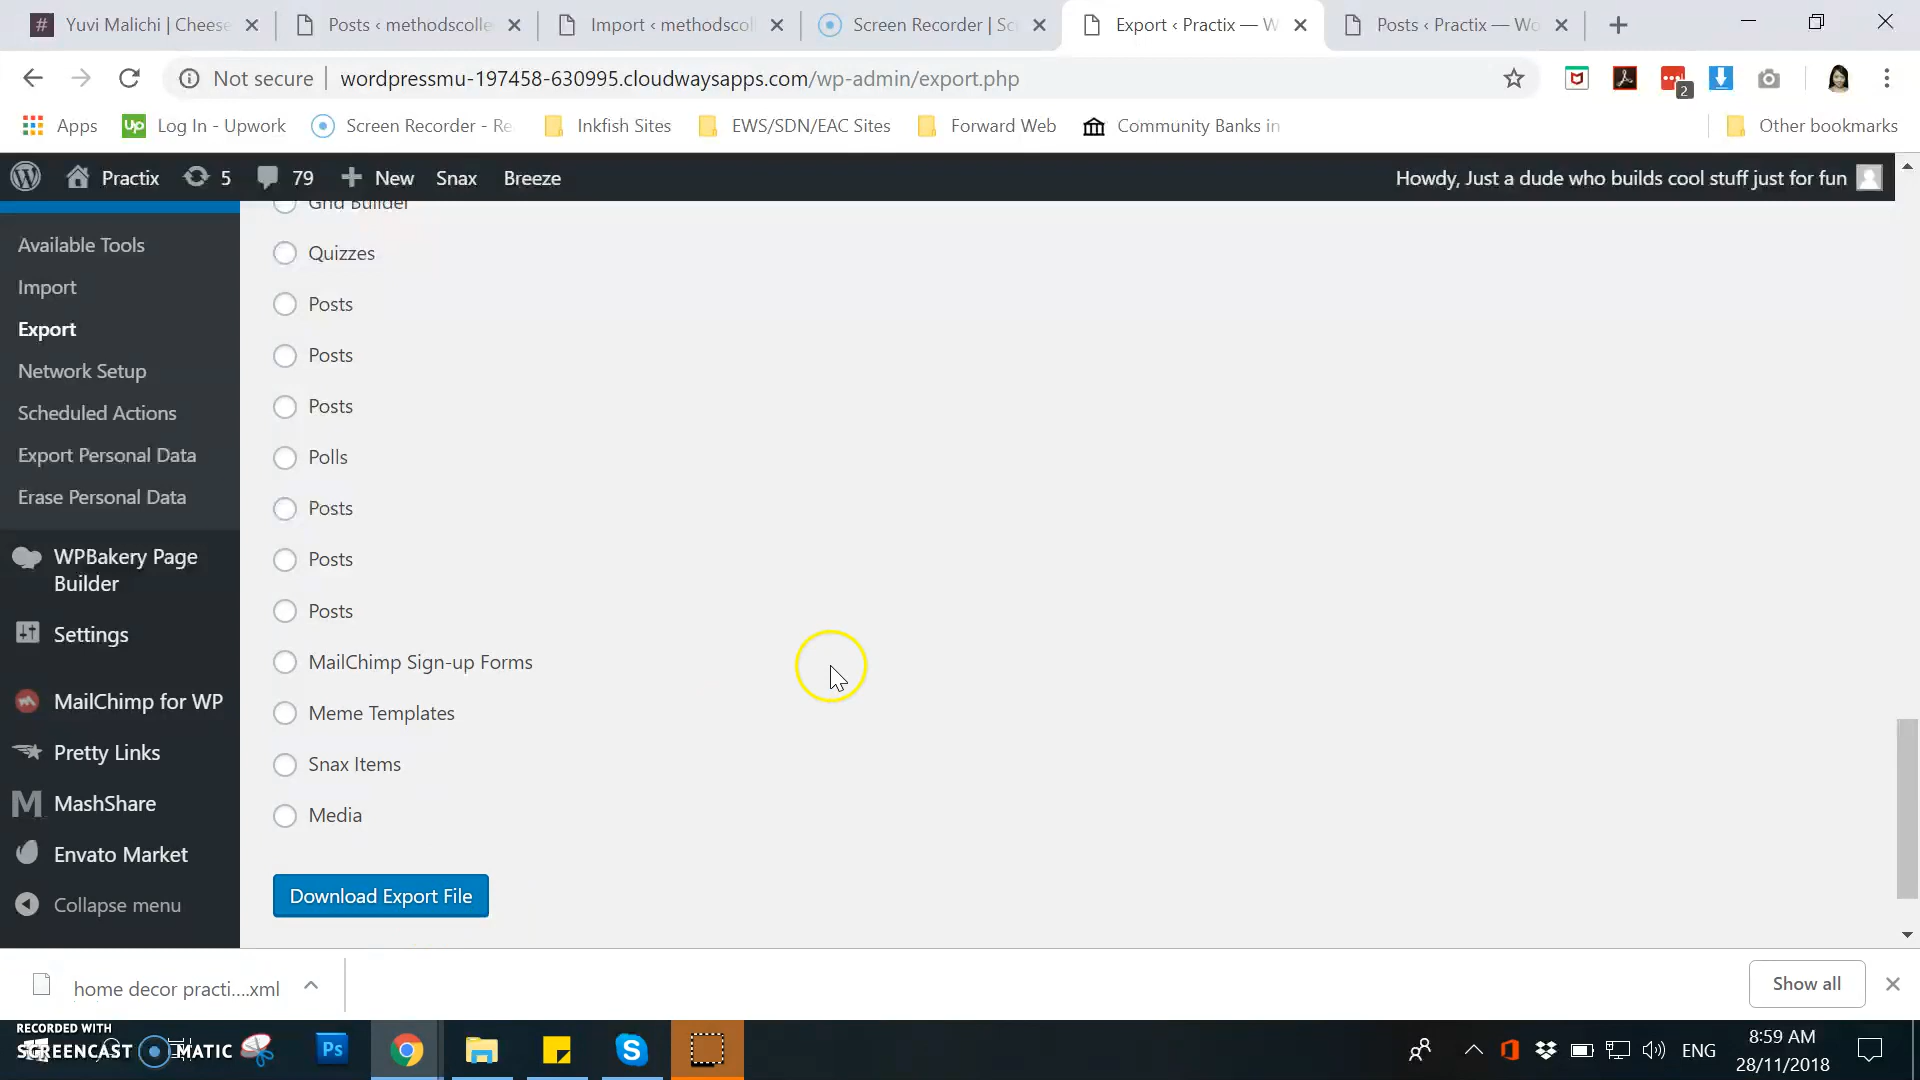 Yuvi Malichi | Cheese
Posts ‹ methodscolle
Import ‹ methodscol
Screen Recorder | Sc
Export ‹ Practix — W
Posts ‹ Practix — Wo
Not secure
wordpressmu-197458-630995.cloudwaysapps.com/wp-admin/export.php
2
Apps
Up
Log In - Upwork
Screen Recorder - Re
Inkfish Sites
EWS/SDN/EAC Sites
Forward Web
Community Banks in
Other bookmarks
Practix
5
79
New
Snax
Breeze
Howdy, Just a dude who builds cool stuff just for fun
Available Tools
Import
Export
Network Setup
Scheduled Actions
Export Personal Data
Erase Personal Data
WPBakery Page
Builder
Settings
MailChimp for WP
Pretty Links
MashShare
Envato Market
Collapse menu
Grid Builder
Quizzes
Posts
Posts
Posts
Polls
Posts
Posts
Posts
MailChimp Sign-up Forms
Meme Templates
Snax Items
Media
Download Export File
home decor practi....xml
Show all
RECORDED WITH
SCREENCAST MATIC
Ps
ENG
8:59 AM
28/11/2018